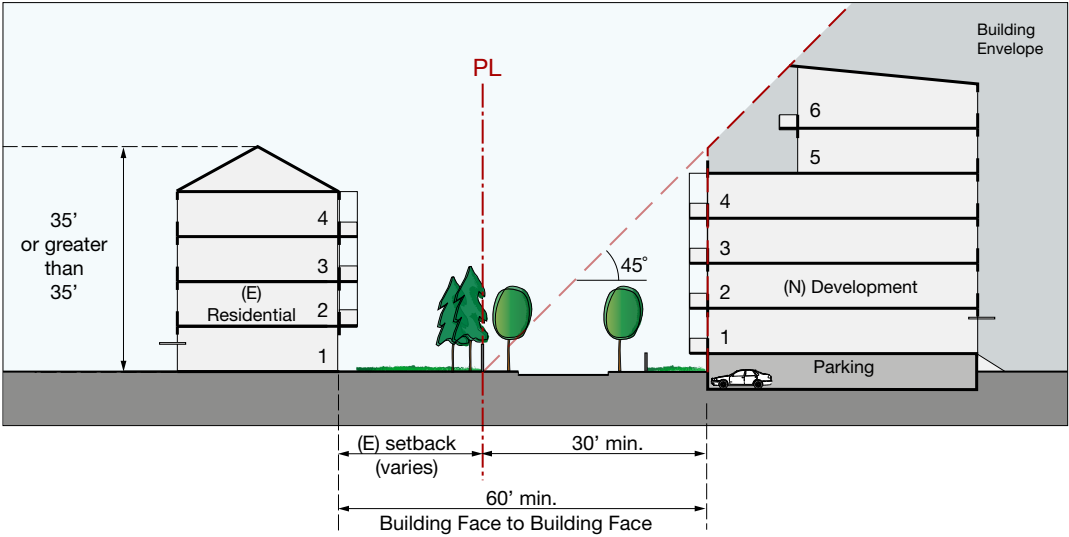 Building
Envelope
PL
6
5
4
3
2
1
(N) Development
Parking
45°
35'
or greater
than
35'
4
3
2
1
(E)
Residential
(E) setback
(varies)
30' min.
60' min.
Building Face to Building Face